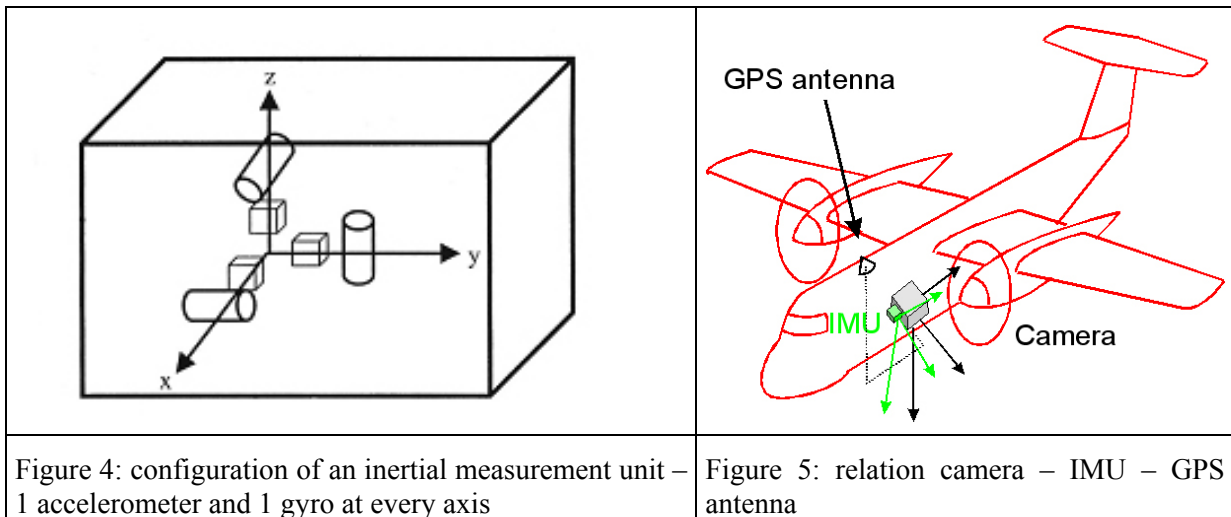 z
y
x
GPS antenna
IMU
Camera
Figure 4: configuration of an inertial measurement unit –
1 accelerometer and 1 gyro at every axis
Figure 5: relation camera – IMU – GPS
antenna